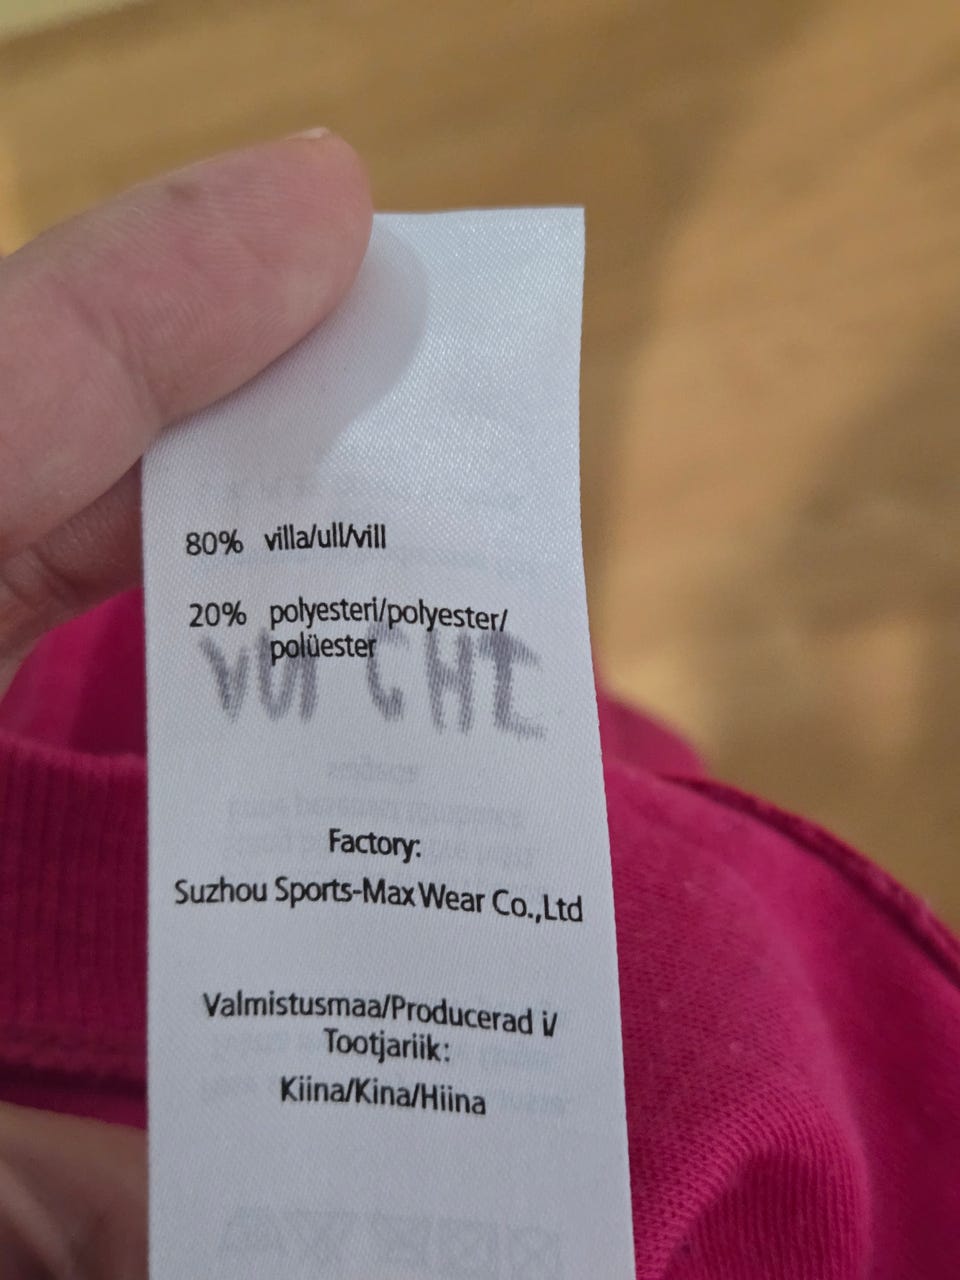 80% villa/ull/vill
20% polyesteri/polyester/
polüester
Factory:
Suzhou Sports-Max Wear Co.,Ltd
Valmistusmaa/Producerad i/
Tootjariik:
Kiina/Kina/Hiina